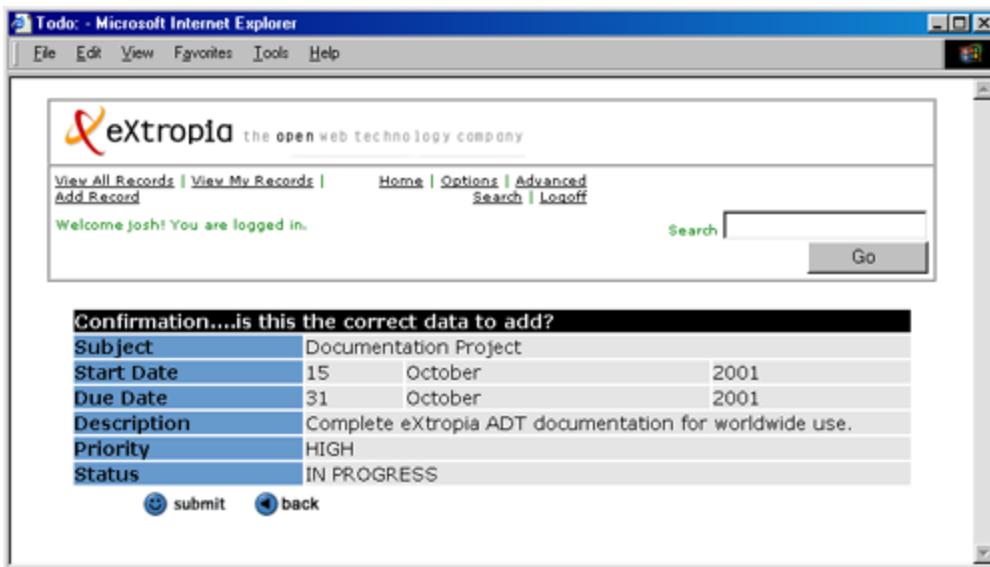 Todo: - Microsoft Internet Explorer
File Edit View Favorites Tools Help
eXtropia the open web technology company
View All Records | View My Records | Home | Options | Advanced
Add Record Search | Logoff
Welcome josh! You are logged in.
Search
Go
Confirmation....is this the correct data to add?
Subject Documentation Project
Start Date 15 October 2001
Due Date 31 October 2001
Description Complete eXtropia ADT documentation for worldwide use.
Priority HIGH
Status IN PROGRESS
submit back